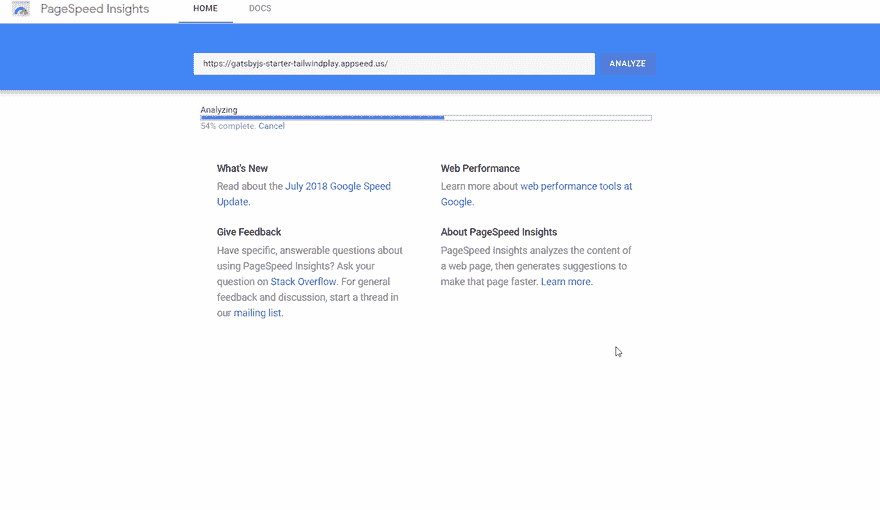 PageSpeed Insights
HOME
DOCS
https://gatsbyjs-starter-tailwindplay.appseed.us/
ANALYZE
Analyzing
54% complete. Cancel
What's New
Read about the July 2018 Google Speed
Update.
Give Feedback
Have specific, answerable questions about
using PageSpeed Insights? Ask your
question on Stack Overflow. For general
feedback and discussion, start a thread in
our mailing list.
Web Performance
Learn more about web performance tools at
Google.
About PageSpeed Insights
PageSpeed Insights analyzes the content of
a web page, then generates suggestions to
make that page faster. Learn more.